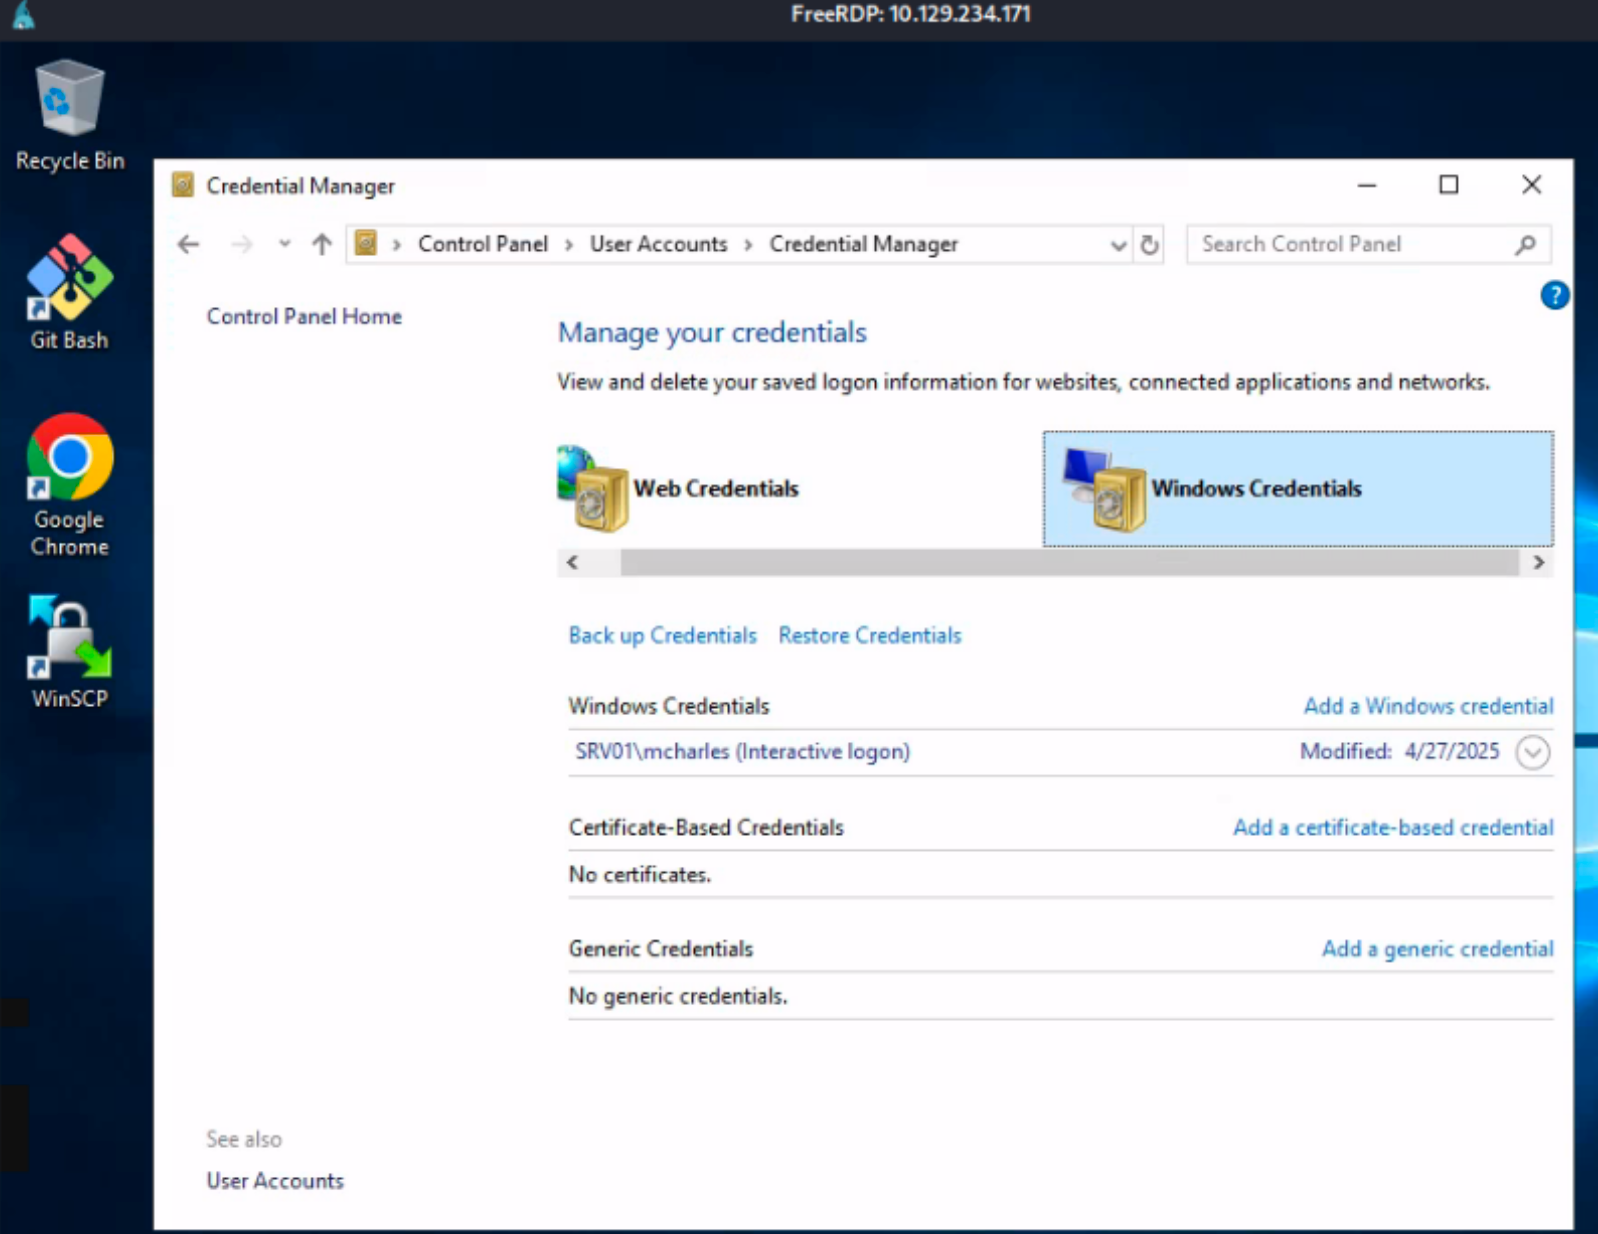 FreeRDP: 10.129.234.171
Recycle Bin
Git Bash
Google
Chrome
WinSCP
Credential Manager
Control Panel › User Accounts › Credential Manager
Search Control Panel
?
Control Panel Home
Manage your credentials
View and delete your saved logon information for websites, connected applications and networks.
Web Credentials
Windows Credentials
Back up Credentials Restore Credentials
Windows Credentials Add a Windows credential
SRV01\mcharles (Interactive logon) Modified: 4/27/2025
Certificate-Based Credentials Add a certificate-based credential
No certificates.
Generic Credentials Add a generic credential
No generic credentials.
See also
User Accounts